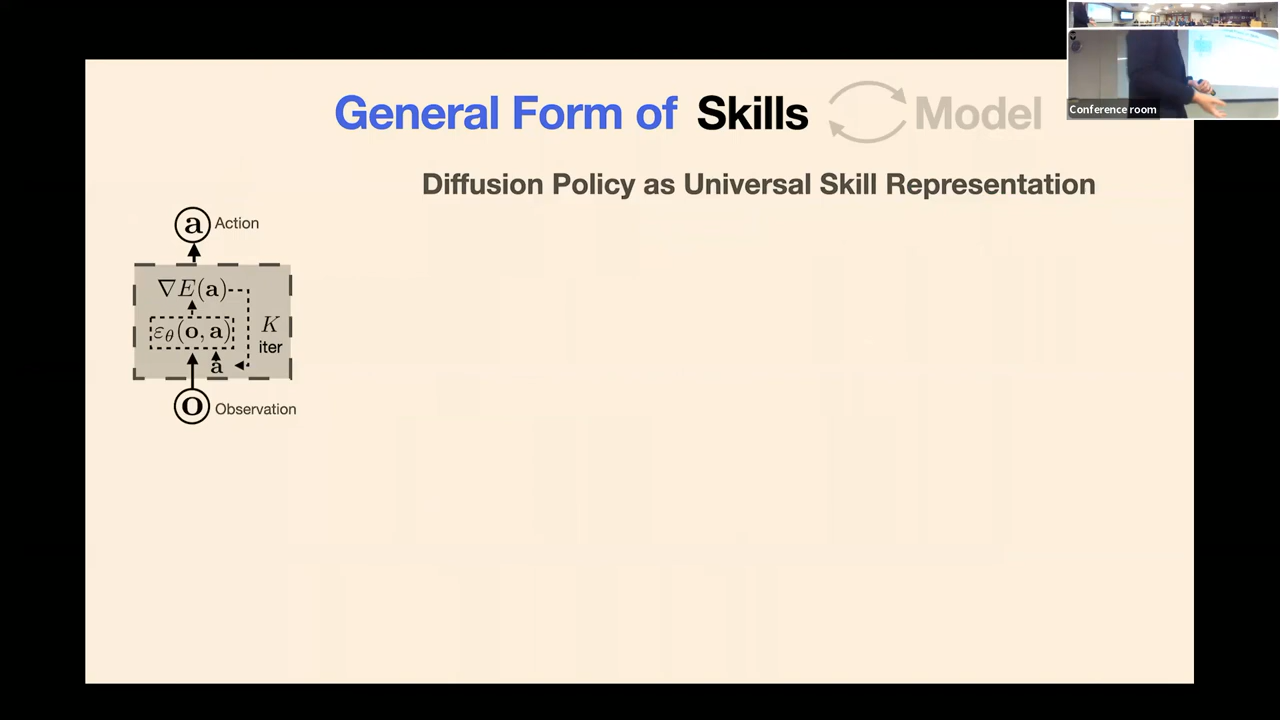 General Form of Skills Model
Conference room
Diffusion Policy as Universal Skill Representation
a Action
∇E(a)
εθ(o, a)
K
iter
a
o Observation